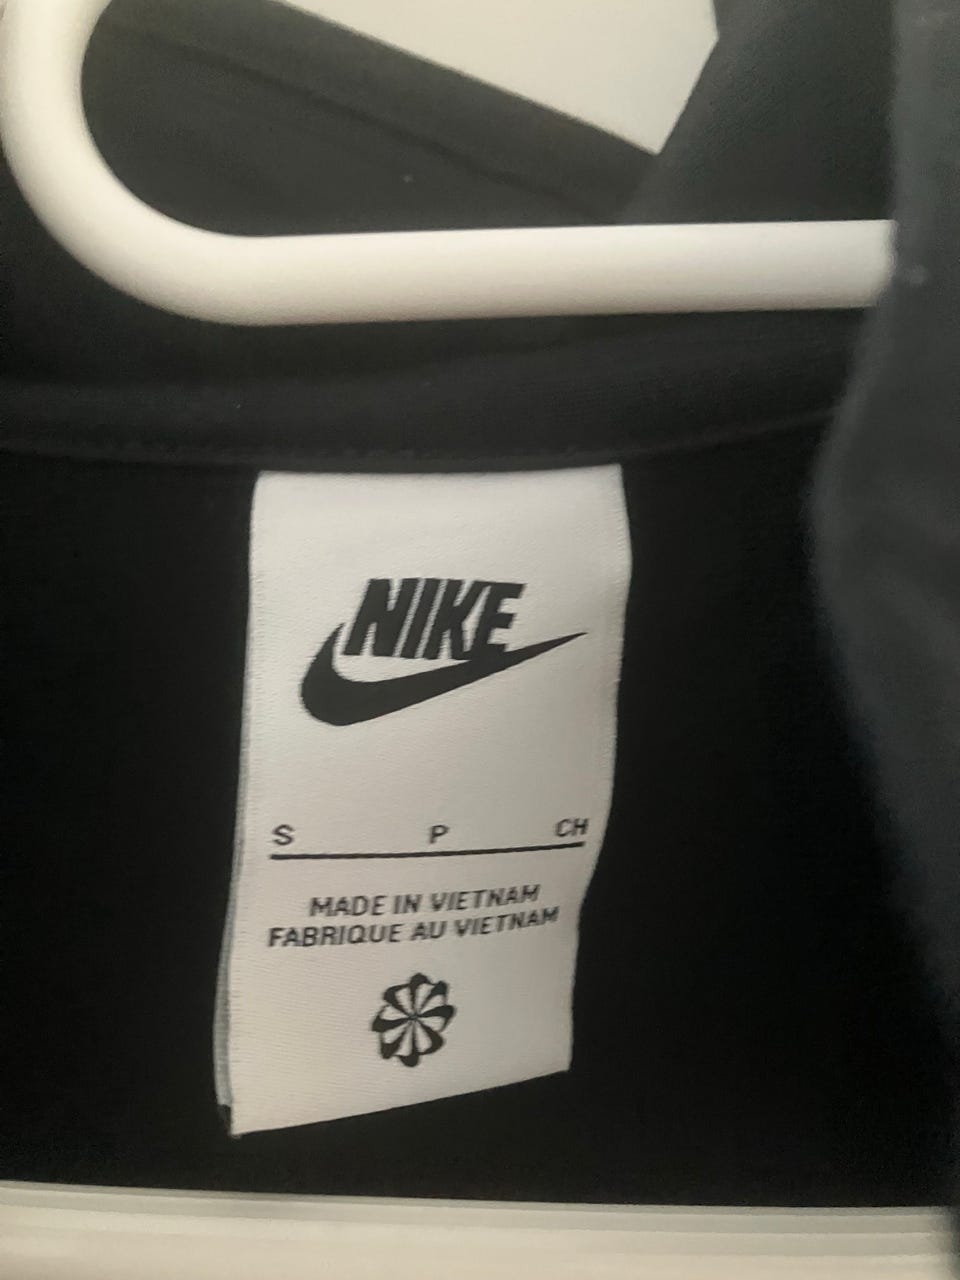 NIKE
S P CH
MADE IN VIETNAM
FABRIQUE AU VIETNAM